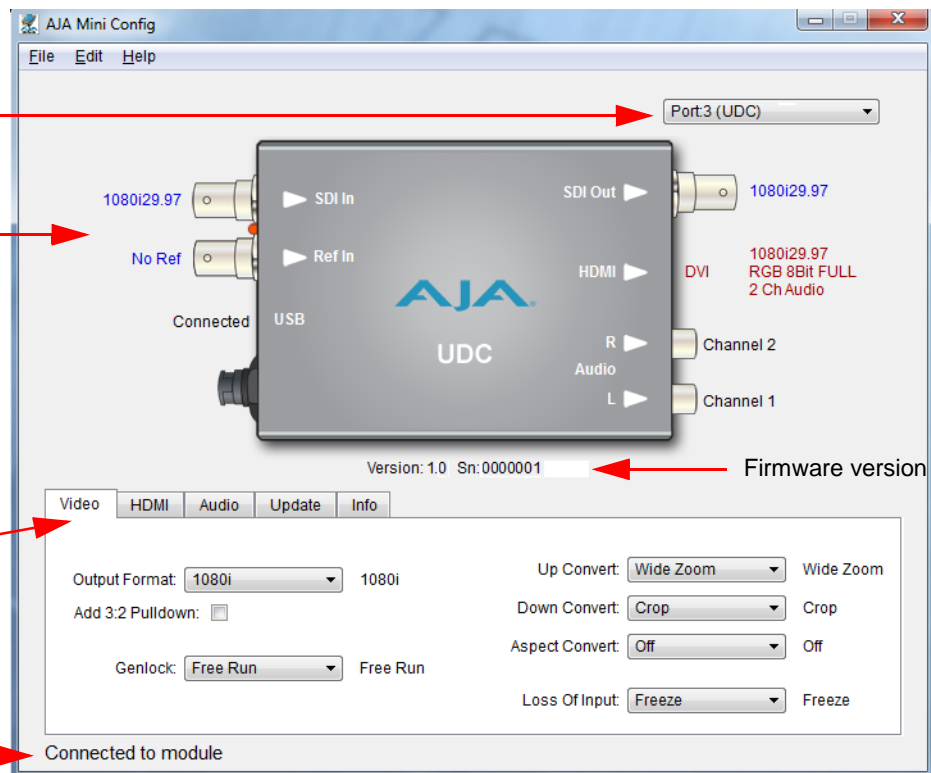 AJA Mini Config
File Edit Help
Port:3 (UDC)
1080i29.97
SDI In
SDI Out
1080i29.97
No Ref
Ref In
HDMI
DVI
1080i29.97
RGB 8Bit FULL
2 Ch Audio
Connected
USB
AJA
UDC
R
Audio
L
Channel 2
Channel 1
Version: 1.0 Sn: 0000001
Firmware version
Video HDMI Audio Update Info
Output Format: 1080i 1080i
Add 3:2 Pulldown:
Genlock: Free Run Free Run
Up Convert: Wide Zoom Wide Zoom
Down Convert: Crop Crop
Aspect Convert: Off Off
Loss Of Input: Freeze Freeze
Connected to module